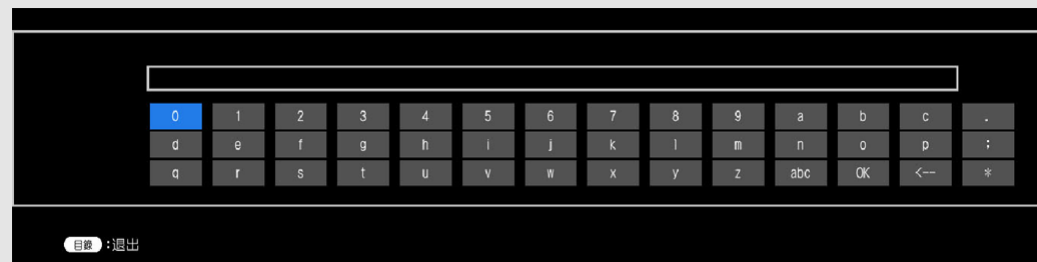 0 1 2 3 4 5 6 7 8 9 a b c .
d e f g h i j k l m n o p ;
q r s t u v w x y z abc OK <-- *
目錄 :退出